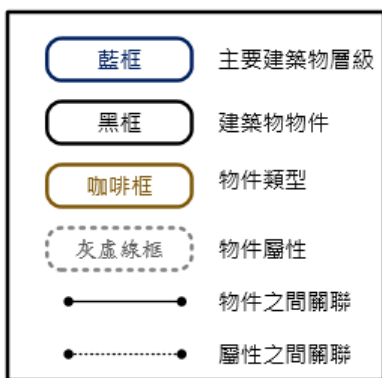 藍框 主要建築物層級
黑框 建築物物件
咖啡框 物件類型
灰虛線框 物件屬性
物件之間關聯
屬性之間關聯